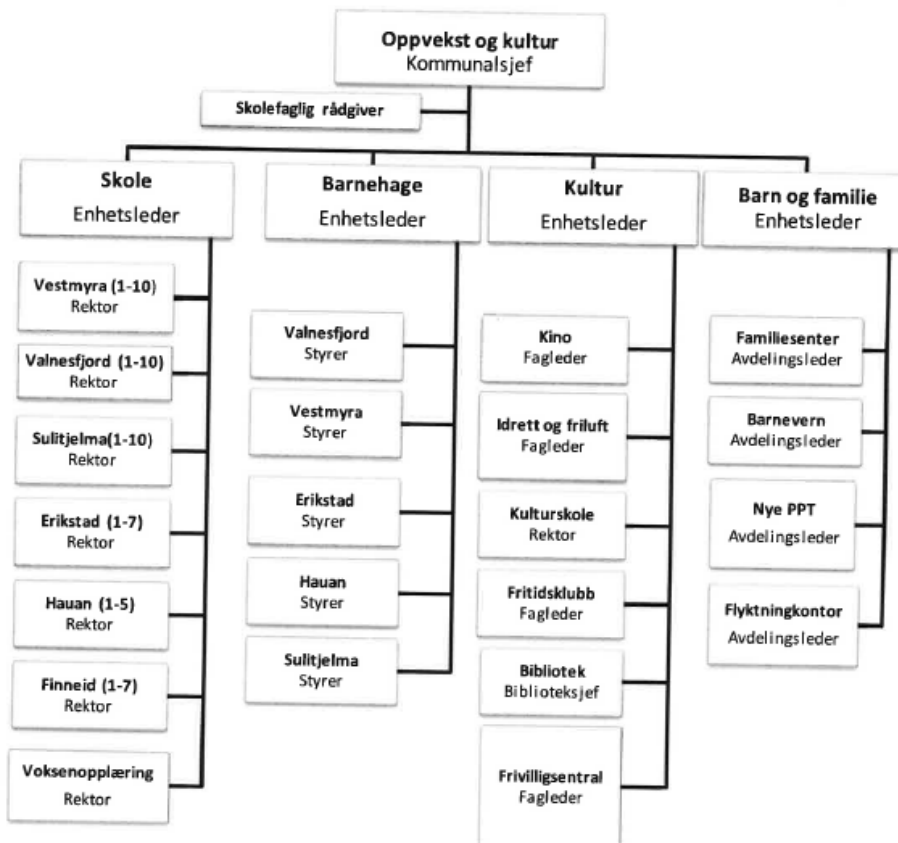 Oppvekst og kultur
Kommunalsjef
Skolefaglig rådgiver
Skole
Enhetsleder
Vestmyra (1-10)
Rektor
Valnesfjord (1-10)
Rektor
Sulitjelma(1-10)
Rektor
Erikstad (1-7)
Rektor
Hauan (1-5)
Rektor
Finneid (1-7)
Rektor
Voksenopplæring
Rektor
Barnehage
Enhetsleder
Valnesfjord
Styrer
Vestmyra
Styrer
Erikstad
Styrer
Hauan
Styrer
Sulitjelma
Styrer
Kultur
Enhetsleder
Kino
Fagleder
Idrett og friluft
Fagleder
Kulturskole
Rektor
Fritidsklubb
Fagleder
Bibliotek
Biblioteksjef
Frivilligsentral
Fagleder
Barn og familie
Enhetsleder
Familiesenter
Avdelingsleder
Barnevern
Avdelingsleder
Nye PPT
Avdelingsleder
Flyktningkontor
Avdelingsleder